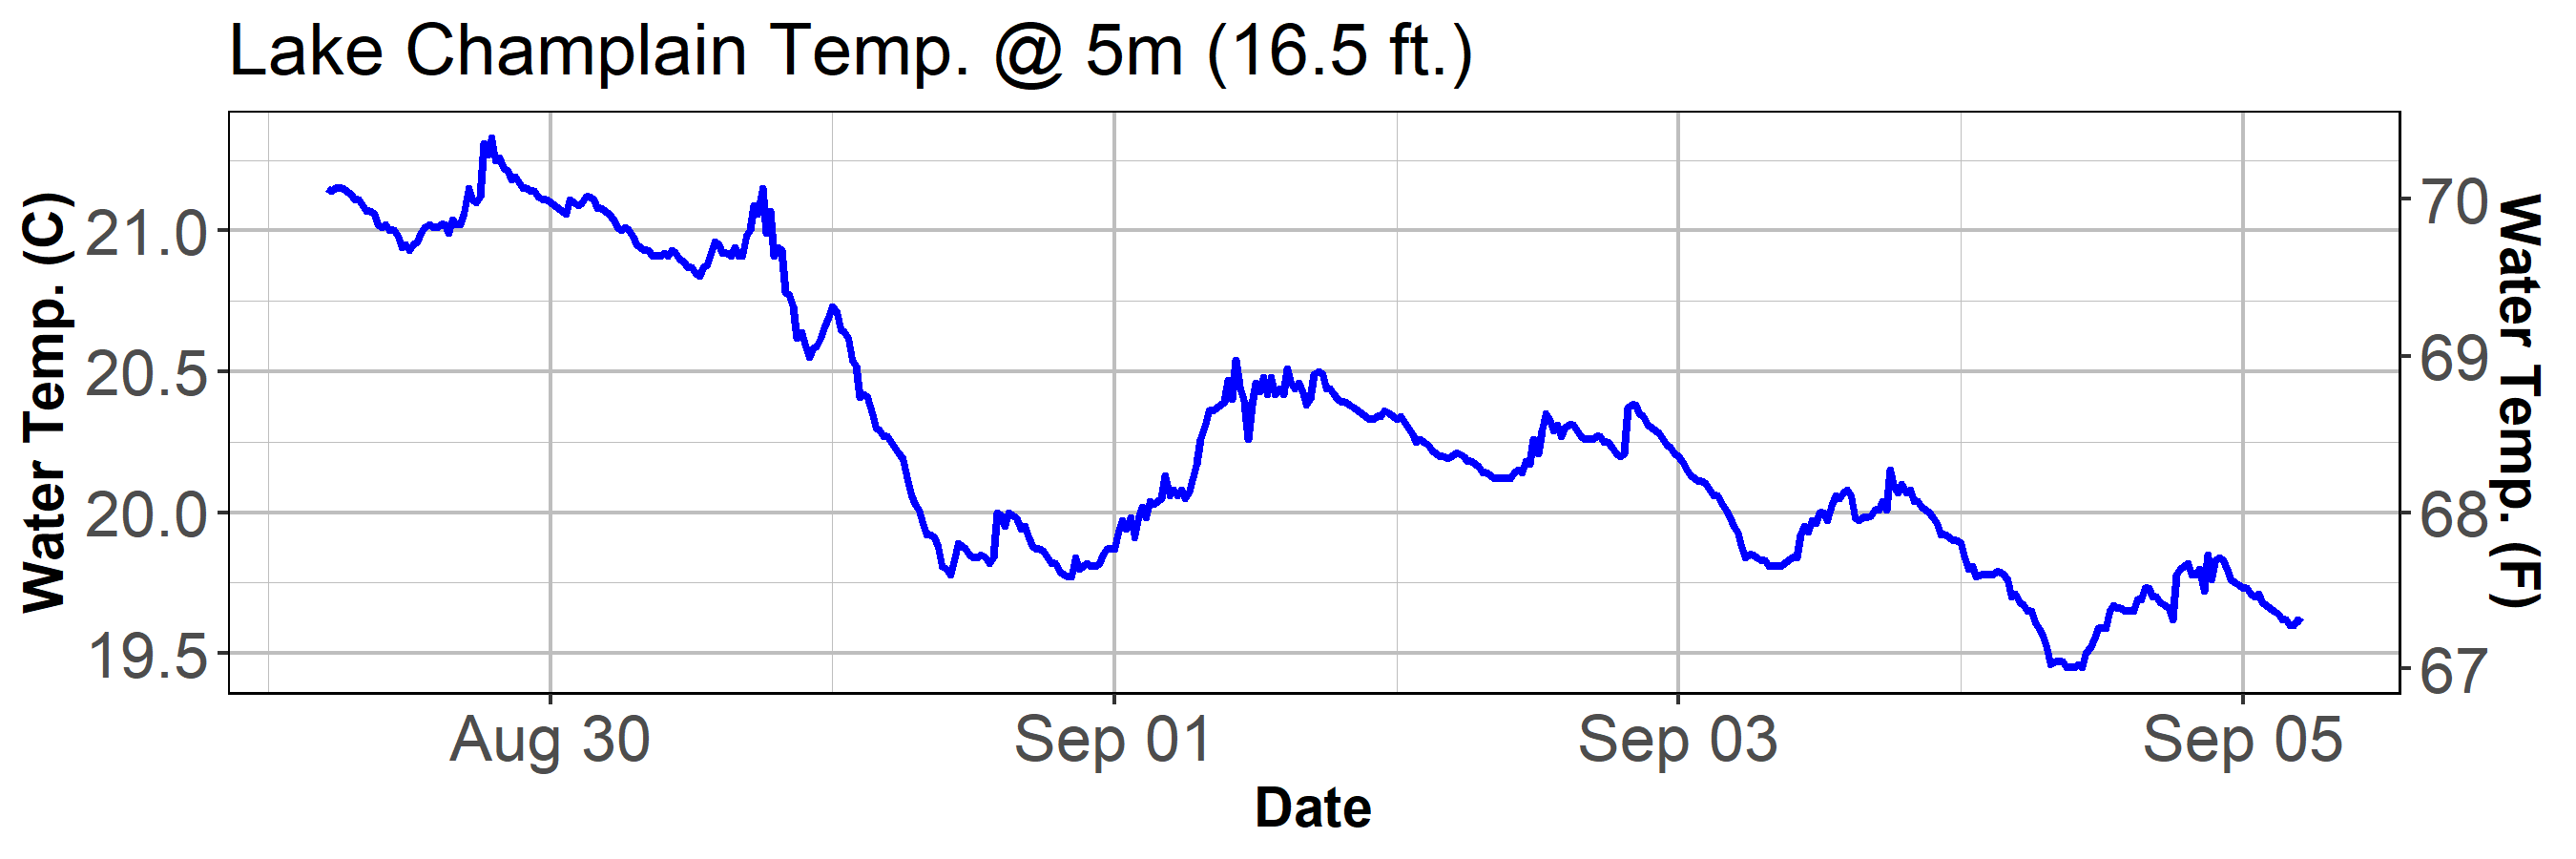 Lake Champlain Temp. @ 5m (16.5 ft.)
Water Temp. (C)
21.0
20.5
20.0
19.5
70
69
68
67
Water Temp. (F)
Aug 30
Sep 01
Sep 03
Sep 05
Date